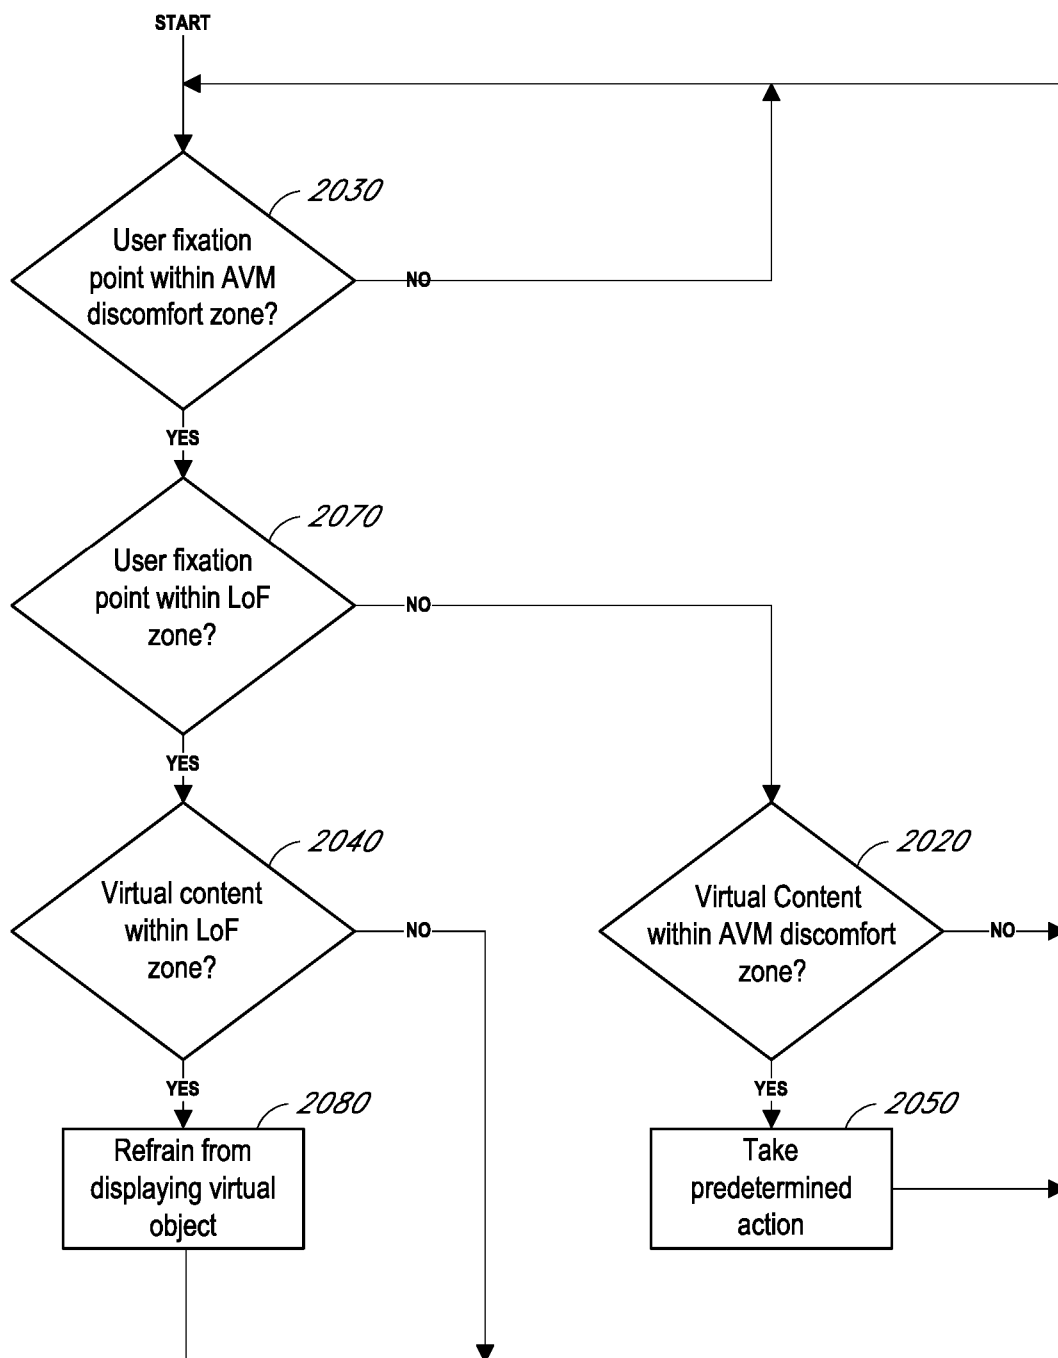 START
2030
User fixation
point within AVM
discomfort zone?
NO
YES
2070
User fixation
point within LoF
zone?
NO
YES
2040
Virtual content
within LoF
zone?
NO
2020
Virtual Content
within AVM discomfort
zone?
NO
YES
2080
Refrain from
displaying virtual
object
YES
2050
Take
predetermined
action